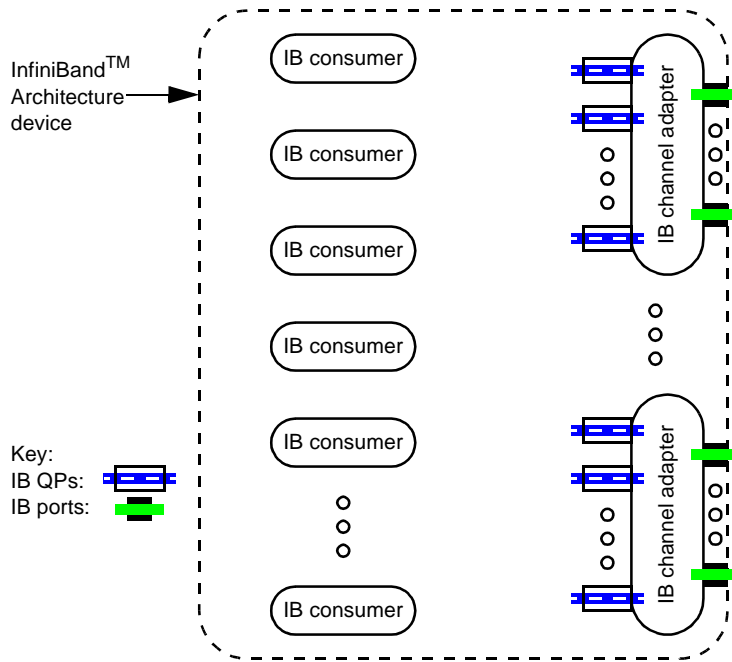 InfiniBand™
Architecture
device
IB consumer
IB consumer
IB consumer
IB consumer
IB consumer
IB consumer
IB channel adapter
IB channel adapter
Key:
IB QPs:
IB ports: